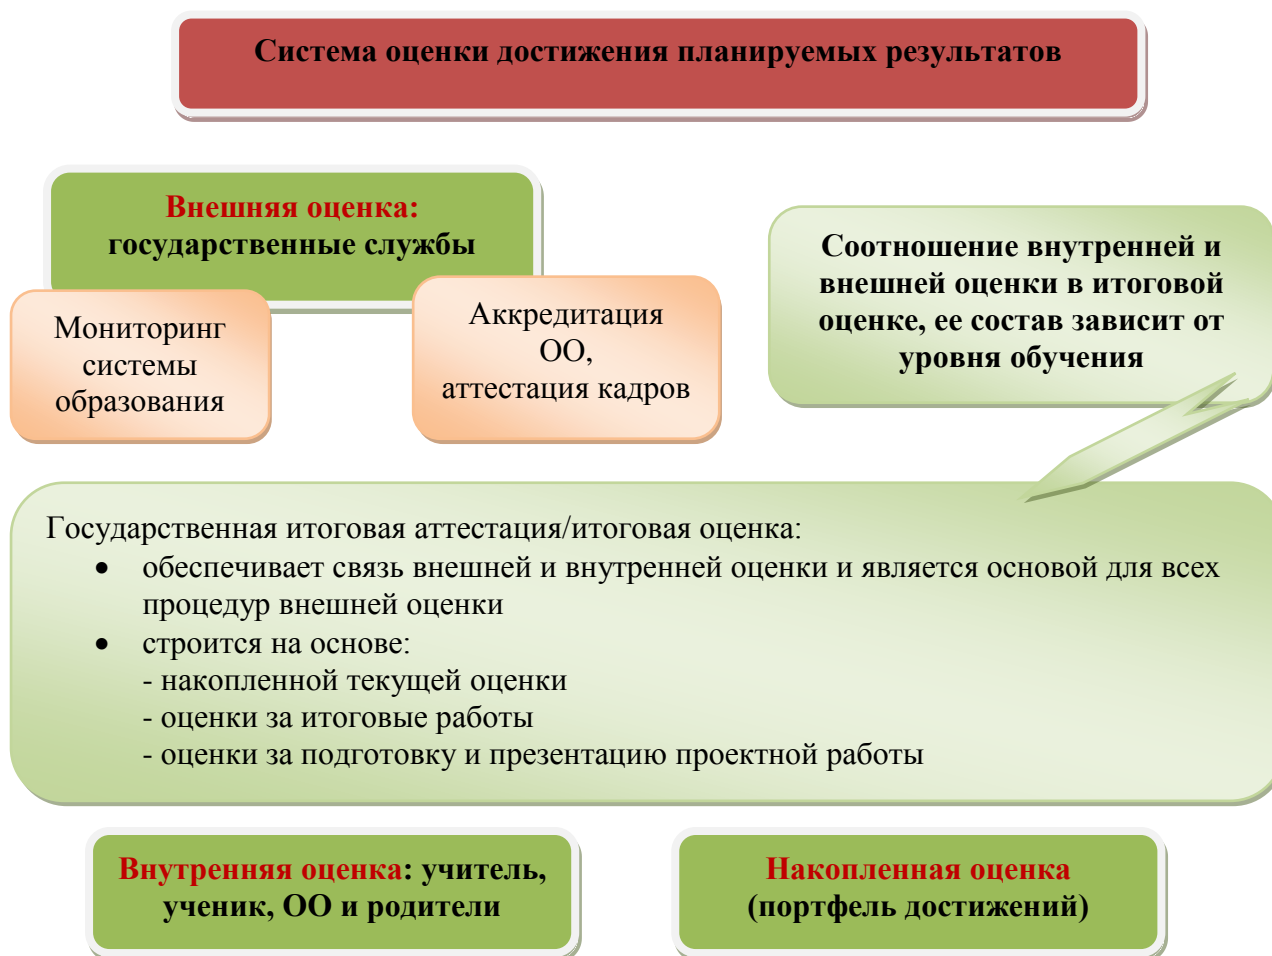 Система оценки достижения планируемых результатов
Внешняя оценка:
государственные службы
Мониторинг
системы
образования
Аккредитация
ОО,
аттестация кадров
Соотношение внутренней и
внешней оценки в итоговой
оценке, ее состав зависит от
уровня обучения
Государственная итоговая аттестация/итоговая оценка:
• обеспечивает связь внешней и внутренней оценки и является основой для всех
процедур внешней оценки
• строится на основе:
- накопленной текущей оценки
- оценки за итоговые работы
- оценки за подготовку и презентацию проектной работы
Внутренняя оценка: учитель,
ученик, ОО и родители
Накопленная оценка
(портфель достижений)